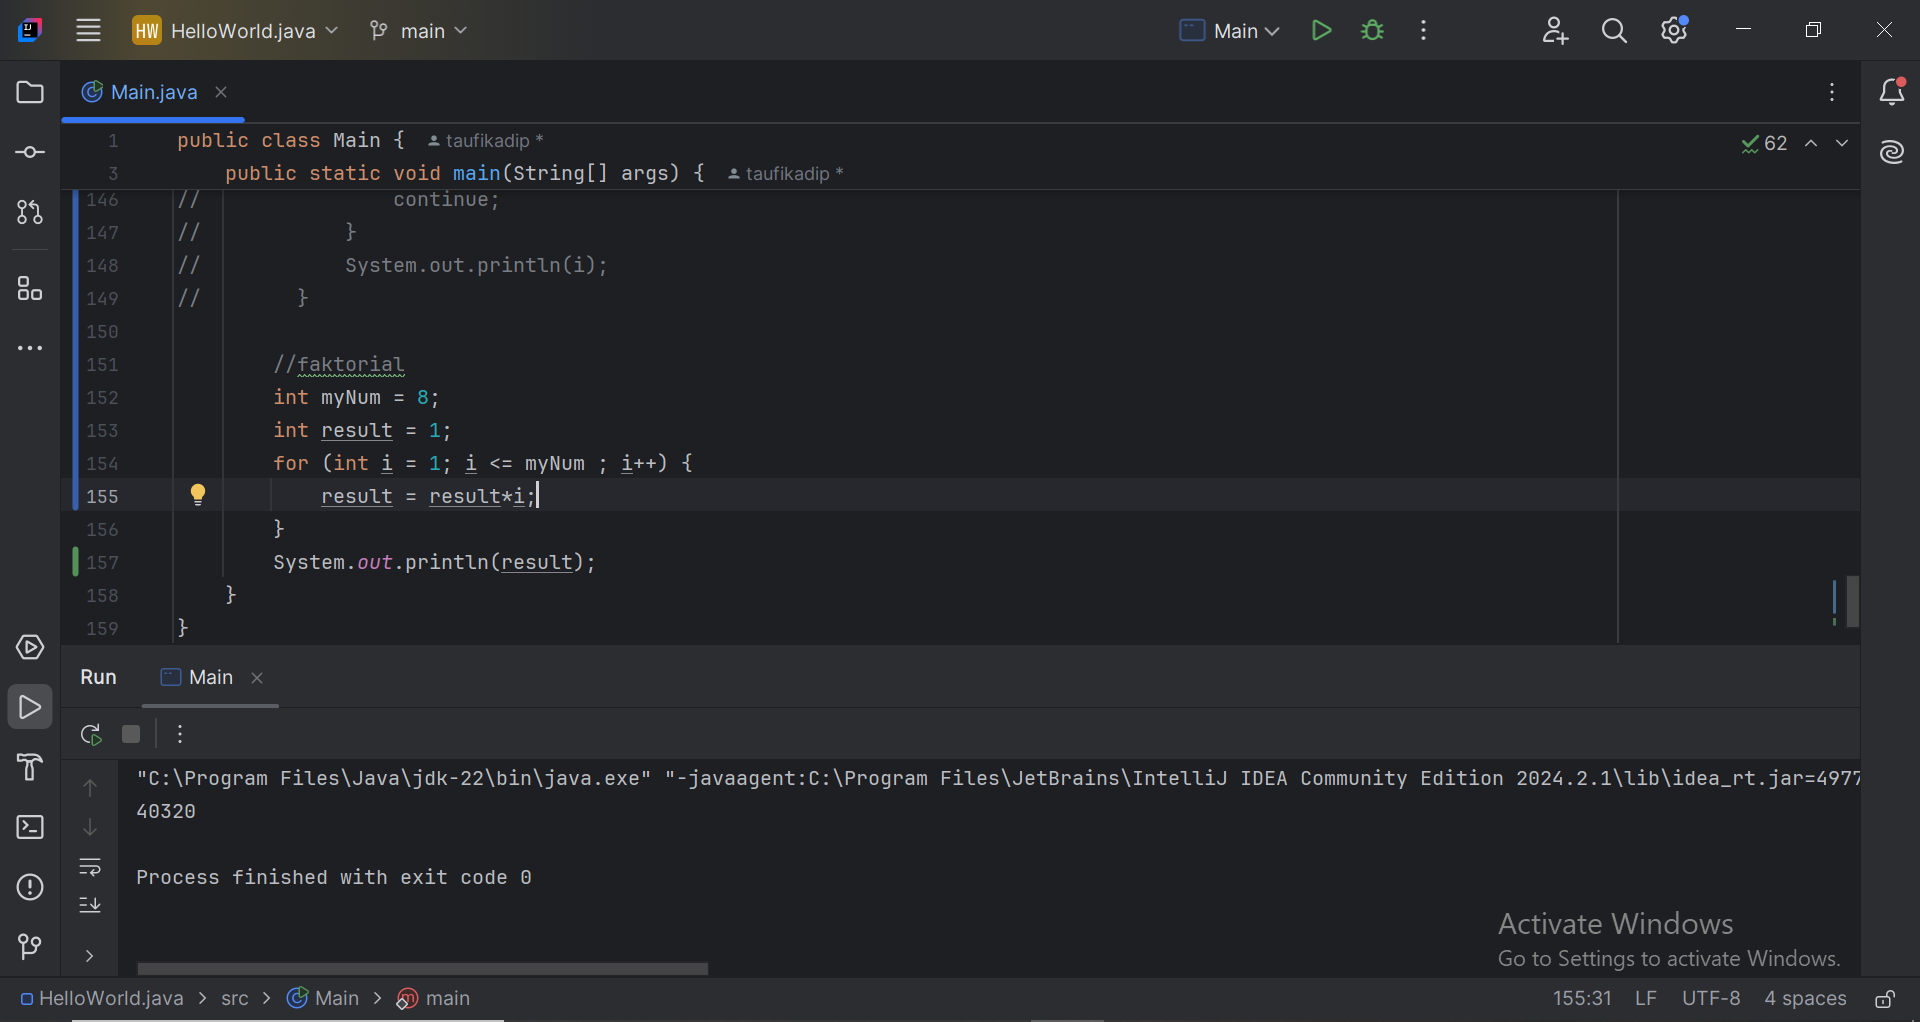 HW HelloWorld.java main Main
Main.java
1 public class Main { taufikadip *
3 public static void main(String[] args) { taufikadip *
62
146 // continue;
147 // }
148 // System.out.println(i);
149 // }
150
151 //faktorial
152 int myNum = 8;
153 int result = 1;
154 for (int i = 1; i <= myNum ; i++) {
155 result = result*i;
156 }
157 System.out.println(result);
158 }
159 }
Run Main
"C:\Program Files\Java\jdk-22\bin\java.exe" "-javaagent:C:\Program Files\JetBrains\IntelliJ IDEA Community Edition 2024.2.1\lib\idea_rt.jar=4977
40320
Process finished with exit code 0
Activate Windows
Go to Settings to activate Windows.
HelloWorld.java > src > Main > main 155:31 LF UTF-8 4 spaces